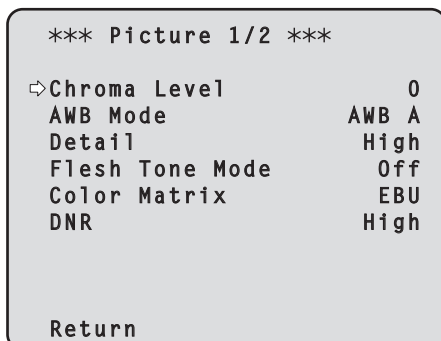 *** Picture 1/2 ***
⇨Chroma Level 0
AWB Mode AWB A
Detail High
Flesh Tone Mode Off
Color Matrix EBU
DNR High
Return